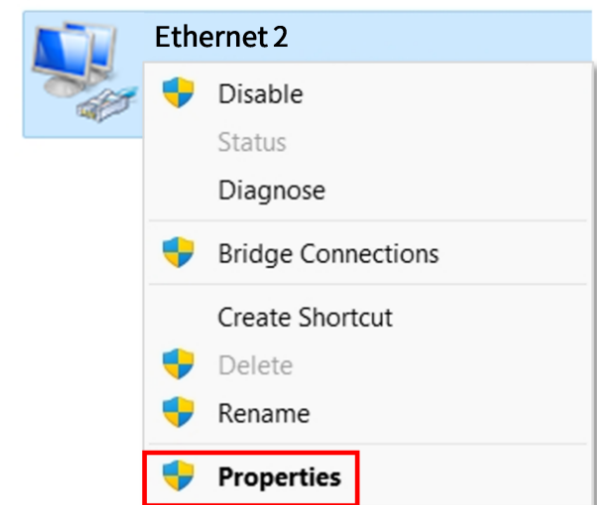 Ethernet 2
Disable
Status
Diagnose
Bridge Connections
Create Shortcut
Delete
Rename
Properties